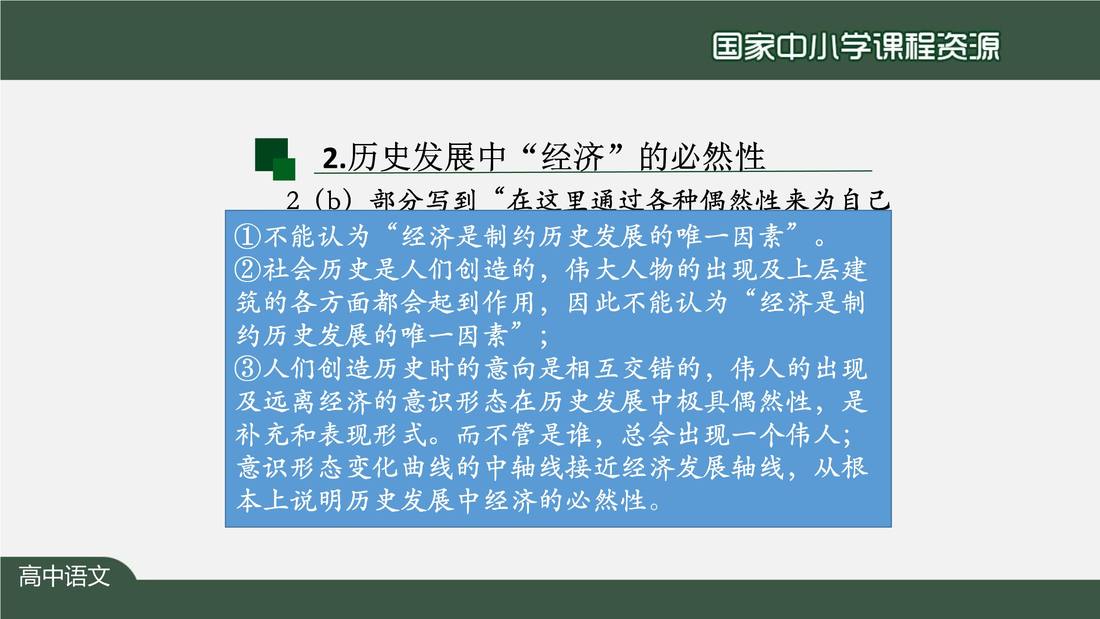 国家中小学课程资源
2.历史发展中“经济”的必然性
2（b）部分写到“在这里通过各种偶然性来为自己
①不能认为“经济是制约历史发展的唯一因素”。
②社会历史是人们创造的，伟大人物的出现及上层建
筑的各方面都会起到作用，因此不能认为“经济是制
约历史发展的唯一因素”；
③人们创造历史时的意向是相互交错的，伟人的出现
及远离经济的意识形态在历史发展中极具偶然性，是
补充和表现形式。而不管是谁，总会出现一个伟人；
意识形态变化曲线的中轴线接近经济发展轴线，从根
本上说明历史发展中经济的必然性。
高中语文